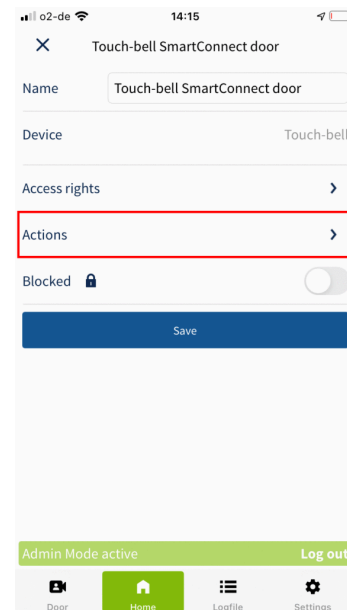 o2-de 14:15
Touch-bell SmartConnect door
Name Touch-bell SmartConnect door
Device Touch-bell
Access rights
Actions
Blocked
Save
Admin Mode active Log out
Door Home Logfile Settings